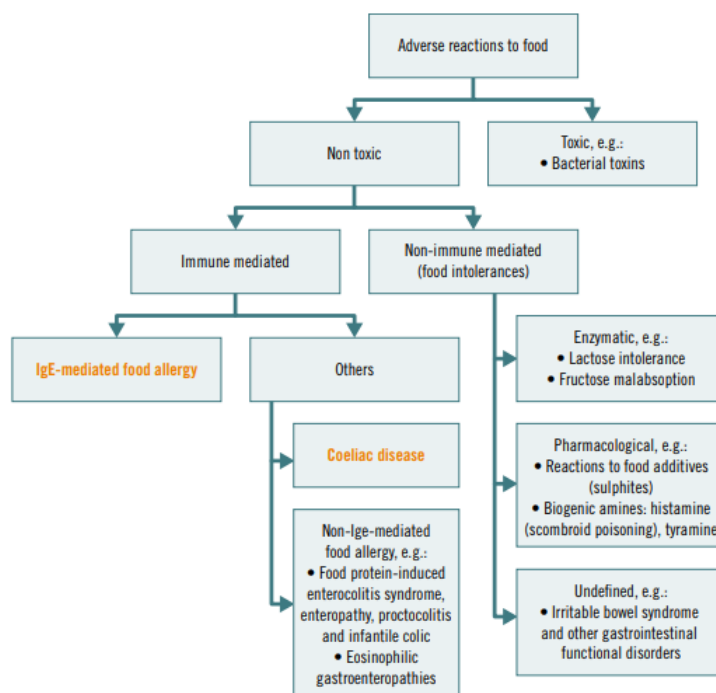 Adverse reactions to food
Non toxic
Toxic, e.g.:
• Bacterial toxins
Immune mediated
Non-immune mediated
(food intolerances)
IgE-mediated food allergy
Others
Enzymatic, e.g.:
• Lactose intolerance
• Fructose malabsoption
Coeliac disease
Pharmacological, e.g.:
• Reactions to food additives
(sulphites)
• Biogenic amines: histamine
(scombroid poisoning), tyramine
Non-Ige-mediated
food allergy, e.g.:
• Food protein-induced
enterocolitis syndrome,
enteropathy, proctocolitis
and infantile colic
• Eosinophilic
gastroenteropathies
Undefined, e.g.:
• Irritable bowel syndrome
and other gastrointestinal
functional disorders